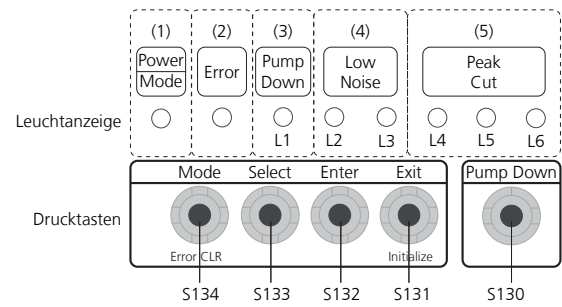 (1) (2) (3) (4) (5)
Power Mode Error Pump Down Low Noise Peak Cut
Leuchtanzeige
L1 L2 L3 L4 L5 L6
Mode Select Enter Exit Pump Down
Drucktasten
Error CLR Initialize
S134 S133 S132 S131 S130